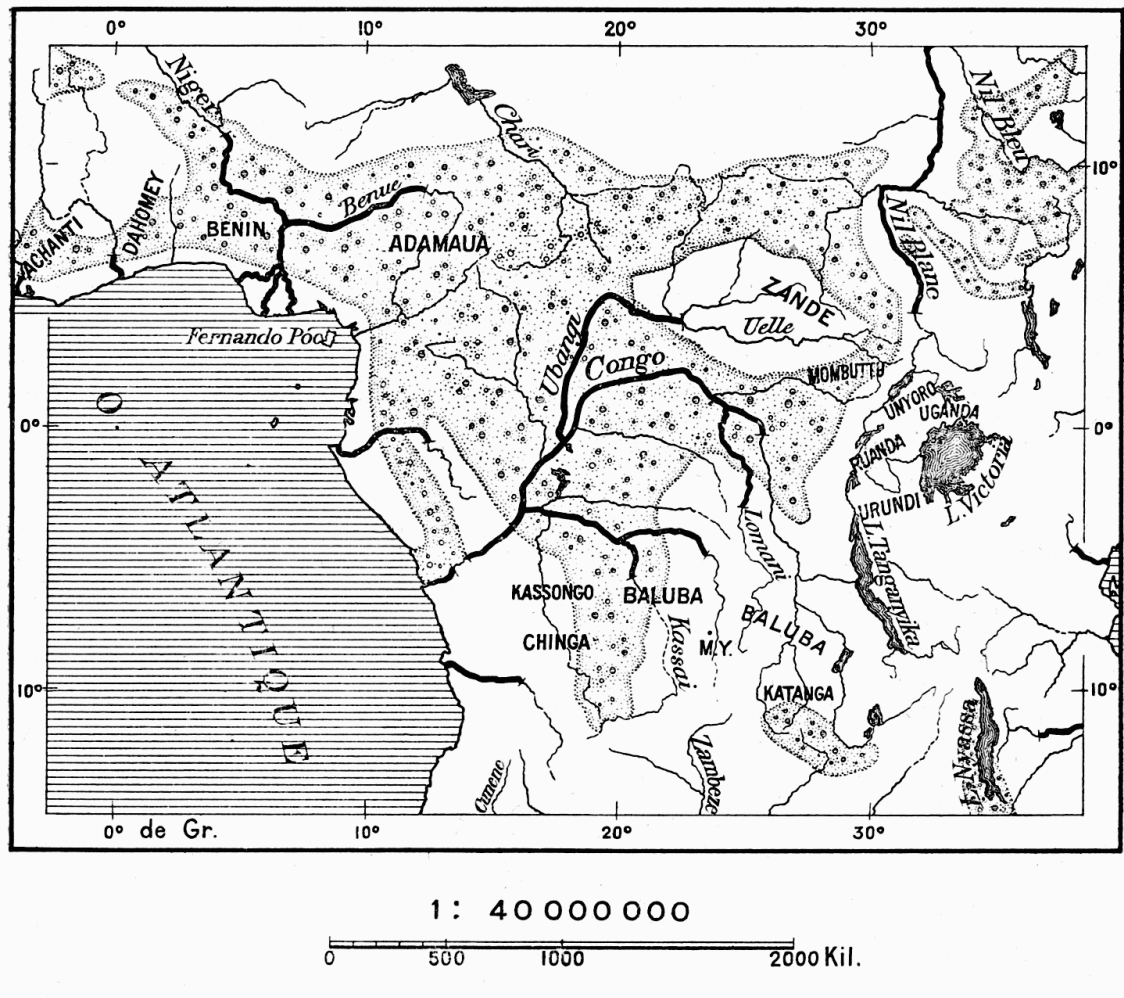 0° 10° 20° 30°
Niger
Chari
Nil Bleu
10°
Benue
ACHANTI
DAHOMEY
BENIN
ADAMAUA
Nil Blanc
ZANDE
Uelle
Fernando Póo
Ubangi
Congo
MOMBUTTU
UNYORO
UGANDA
0° 0°
RUANDA
L. Victoria
URUNDI
O. ATLANTIQUE
Lomani
L. Tanganyika
KASSONGO
BALUBA
BALUBA
CHINGA
Kassai
M.Y.
10° 10°
KATANGA
L. Nyassa
Cunene
Zambeze
0° de Gr. 10° 20° 30°
1: 40 000 000
0 500 1000 2000 Kil.